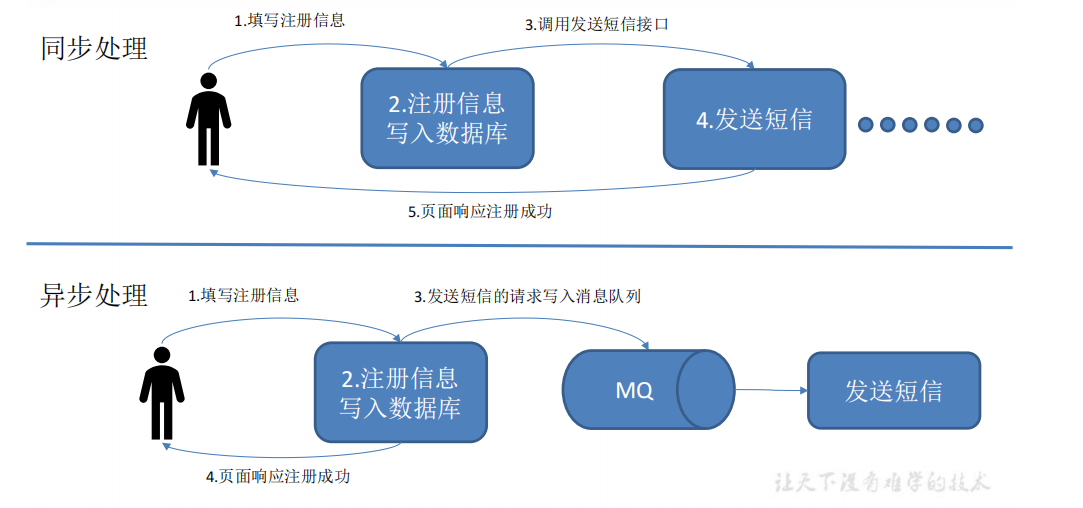 1.填写注册信息
3.调用发送短信接口
同步处理
2.注册信息
写入数据库
4.发送短信
5.页面响应注册成功
异步处理
1.填写注册信息
3.发送短信的请求写入消息队列
2.注册信息
写入数据库
MQ
发送短信
4.页面响应注册成功
让天下没有难学的技术